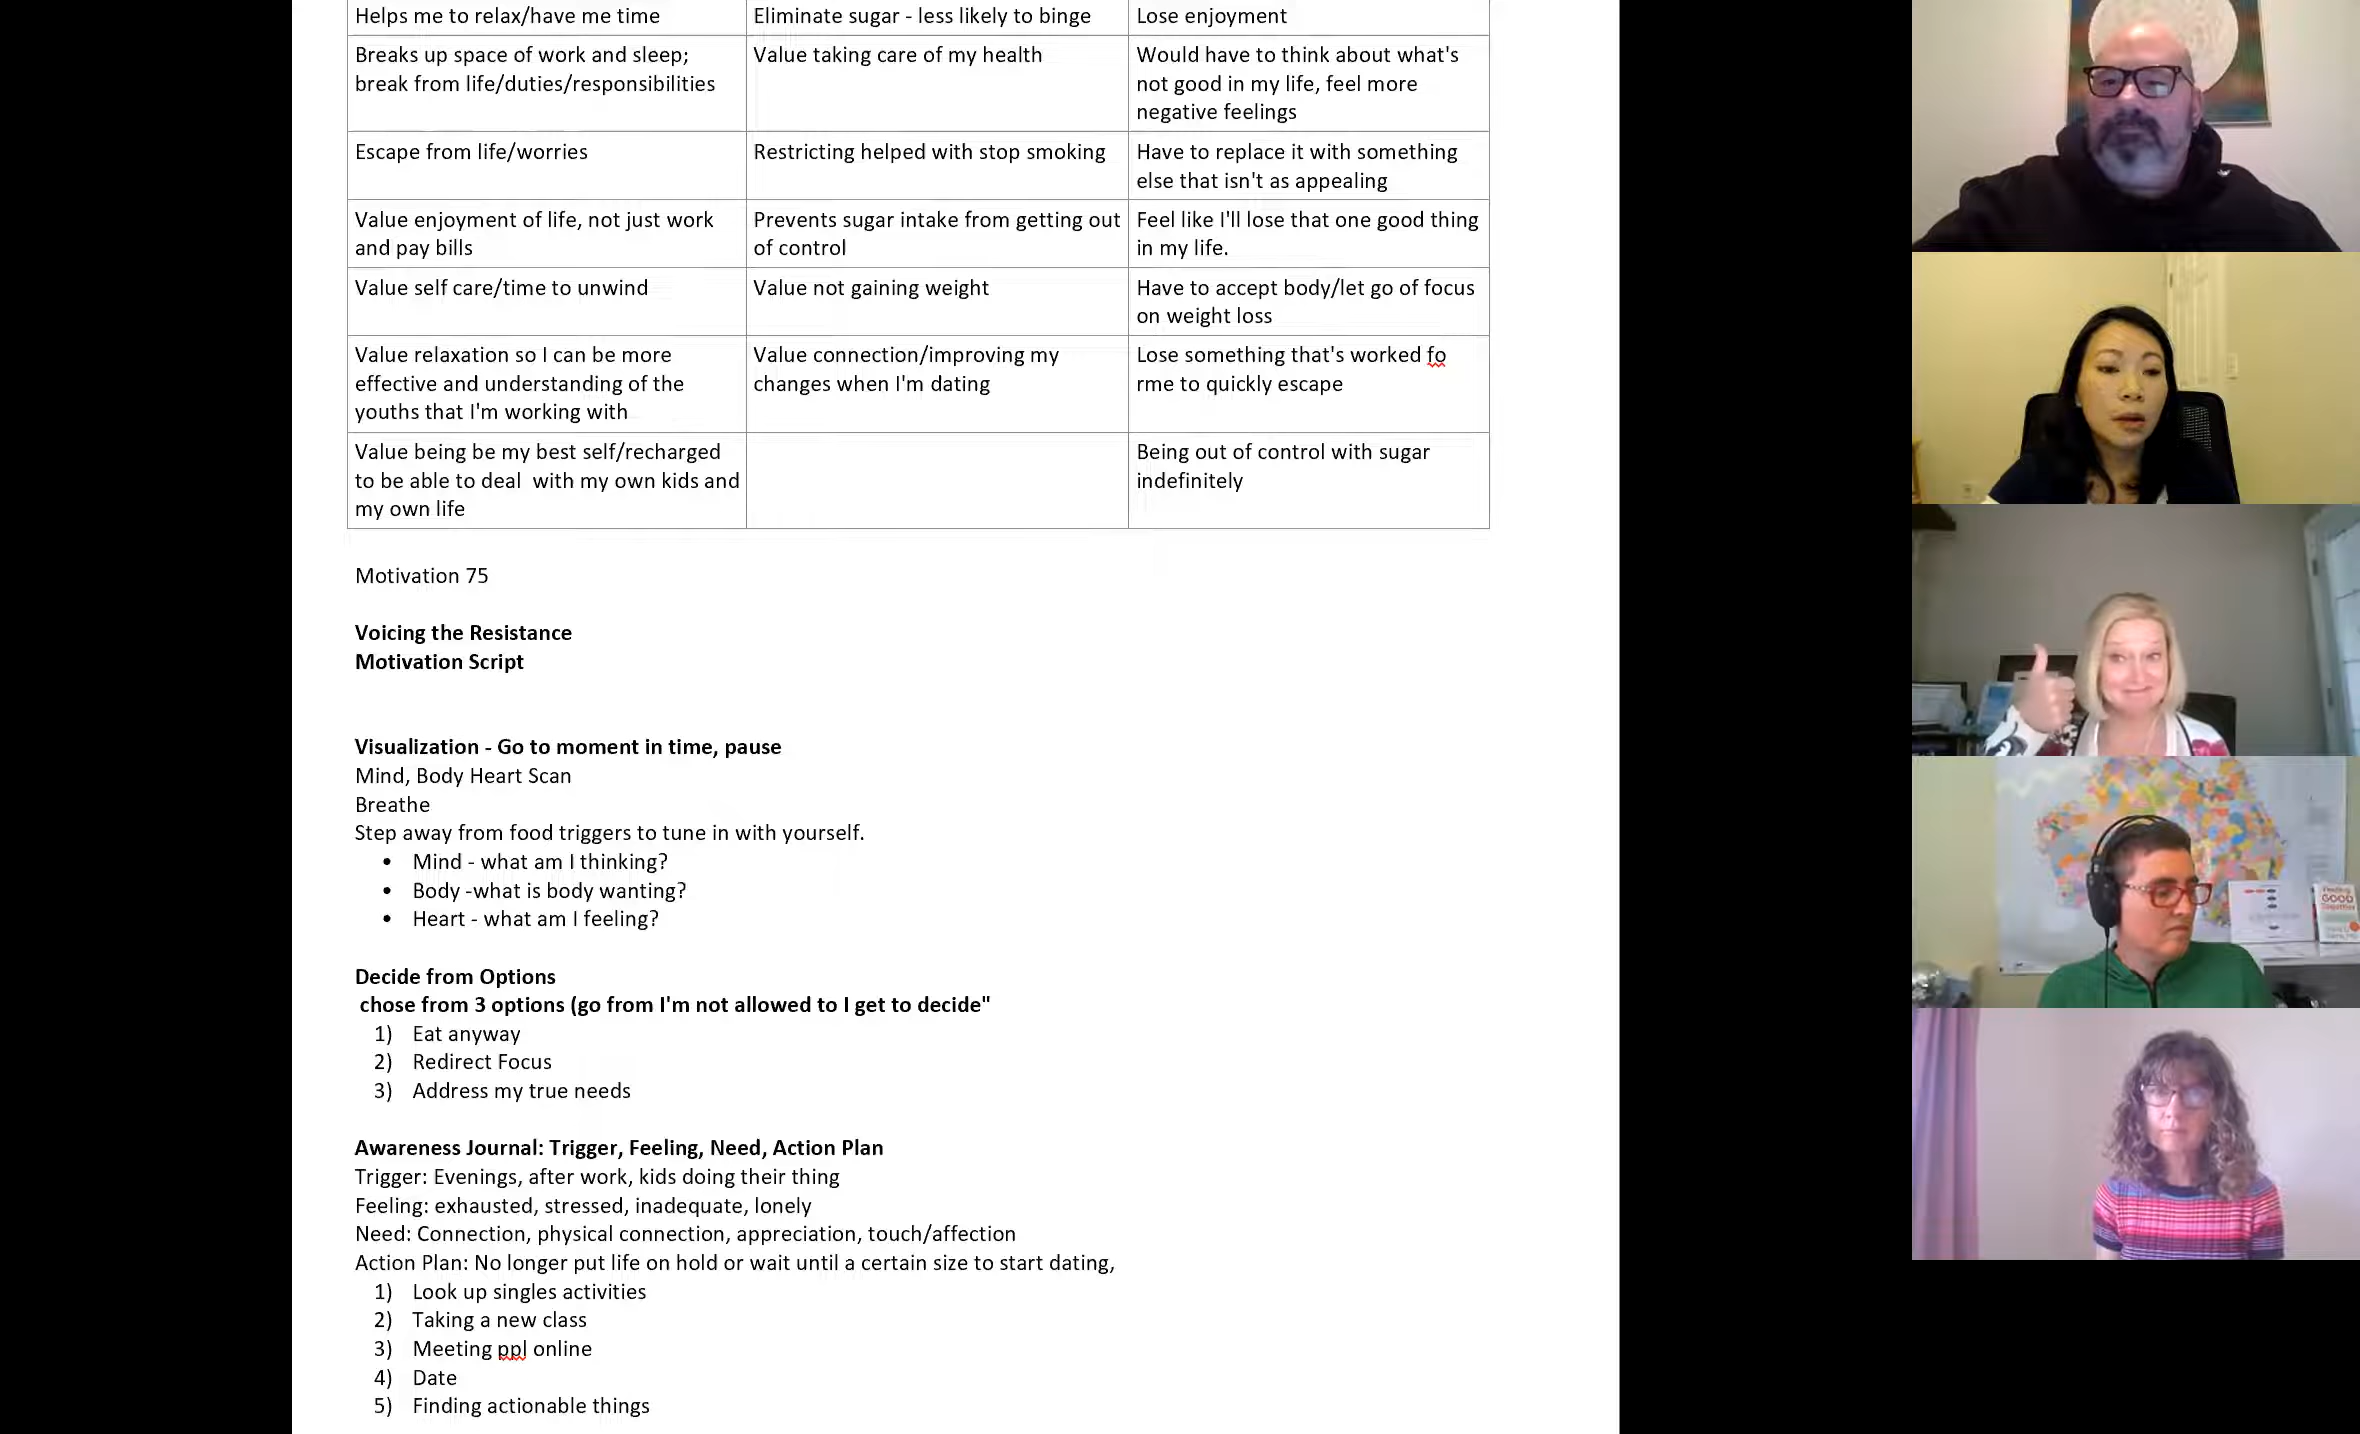 Helps me to relax/have me time
Eliminate sugar - less likely to binge
Lose enjoyment
Breaks up space of work and sleep;
break from life/duties/responsibilities
Value taking care of my health
Would have to think about what's
not good in my life, feel more
negative feelings
Escape from life/worries
Restricting helped with stop smoking
Have to replace it with something
else that isn't as appealing
Value enjoyment of life, not just work
and pay bills
Prevents sugar intake from getting out
of control
Feel like I'll lose that one good thing
in my life.
Value self care/time to unwind
Value not gaining weight
Have to accept body/let go of focus
on weight loss
Value relaxation so I can be more
effective and understanding of the
youths that I'm working with
Value connection/improving my
changes when I'm dating
Lose something that's worked fo
rme to quickly escape
Value being be my best self/recharged
to be able to deal  with my own kids and
my own life
Being out of control with sugar
indefinitely
Motivation 75
Voicing the Resistance
Motivation Script
Visualization - Go to moment in time, pause
Mind, Body Heart Scan
Breathe
Step away from food triggers to tune in with yourself.
• Mind - what am I thinking?
• Body -what is body wanting?
• Heart - what am I feeling?
Decide from Options
chose from 3 options (go from I'm not allowed to I get to decide"
1) Eat anyway
2) Redirect Focus
3) Address my true needs
Awareness Journal: Trigger, Feeling, Need, Action Plan
Trigger: Evenings, after work, kids doing their thing
Feeling: exhausted, stressed, inadequate, lonely
Need: Connection, physical connection, appreciation, touch/affection
Action Plan: No longer put life on hold or wait until a certain size to start dating,
1) Look up singles activities
2) Taking a new class
3) Meeting ppl online
4) Date
5) Finding actionable things
Feeling
GOOD
Together